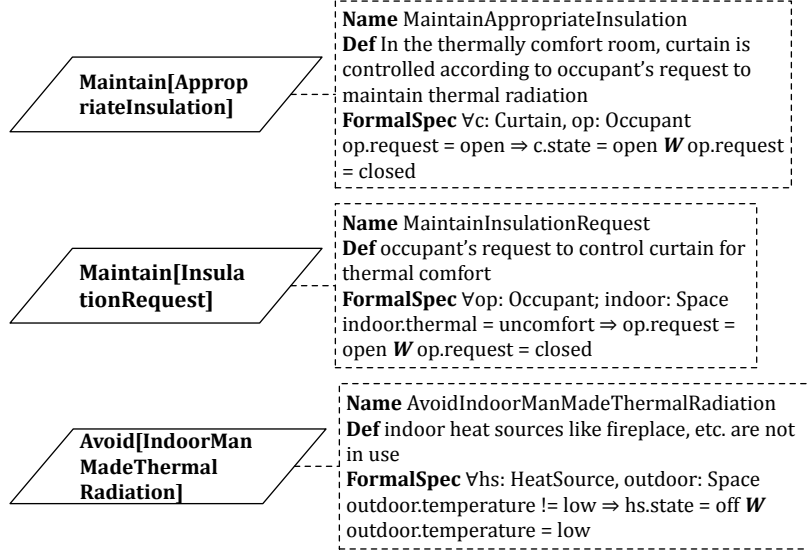 Maintain[Approp
riateInsulation]
Name MaintainAppropriateInsulation
Def In the thermally comfort room, curtain is
controlled according to occupant's request to
maintain thermal radiation
FormalSpec ∀c: Curtain, op: Occupant
op.request = open ⇒ c.state = open W op.request
= closed
Maintain[Insula
tionRequest]
Name MaintainInsulationRequest
Def occupant's request to control curtain for
thermal comfort
FormalSpec ∀op: Occupant; indoor: Space
indoor.thermal = uncomfort ⇒ op.request =
open W op.request = closed
Avoid[IndoorMan
MadeThermal
Radiation]
Name AvoidIndoorManMadeThermalRadiation
Def indoor heat sources like fireplace, etc. are not
in use
FormalSpec ∀hs: HeatSource, outdoor: Space
outdoor.temperature != low ⇒ hs.state = off W
outdoor.temperature = low